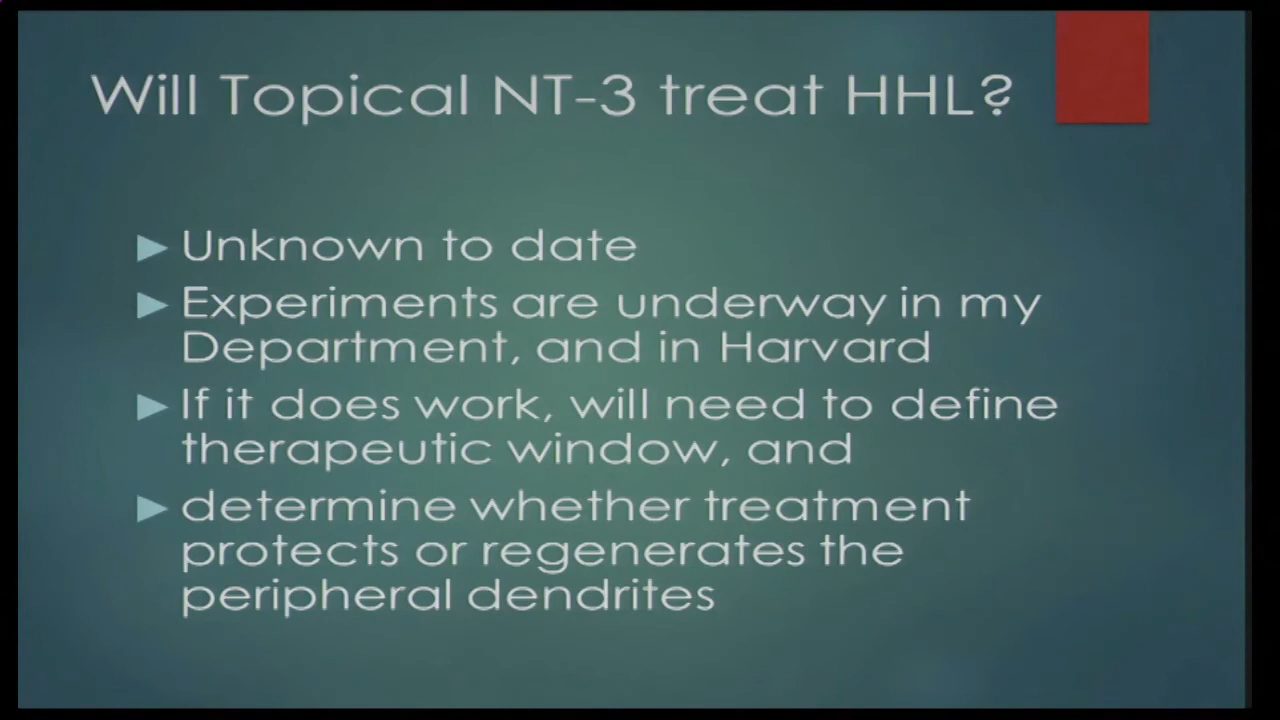 Will Topical NT-3 treat HHL?
Unknown to date
Experiments are underway in my
Department, and in Harvard
If it does work, will need to define
therapeutic window, and
determine whether treatment
protects or regenerates the
peripheral dendrites